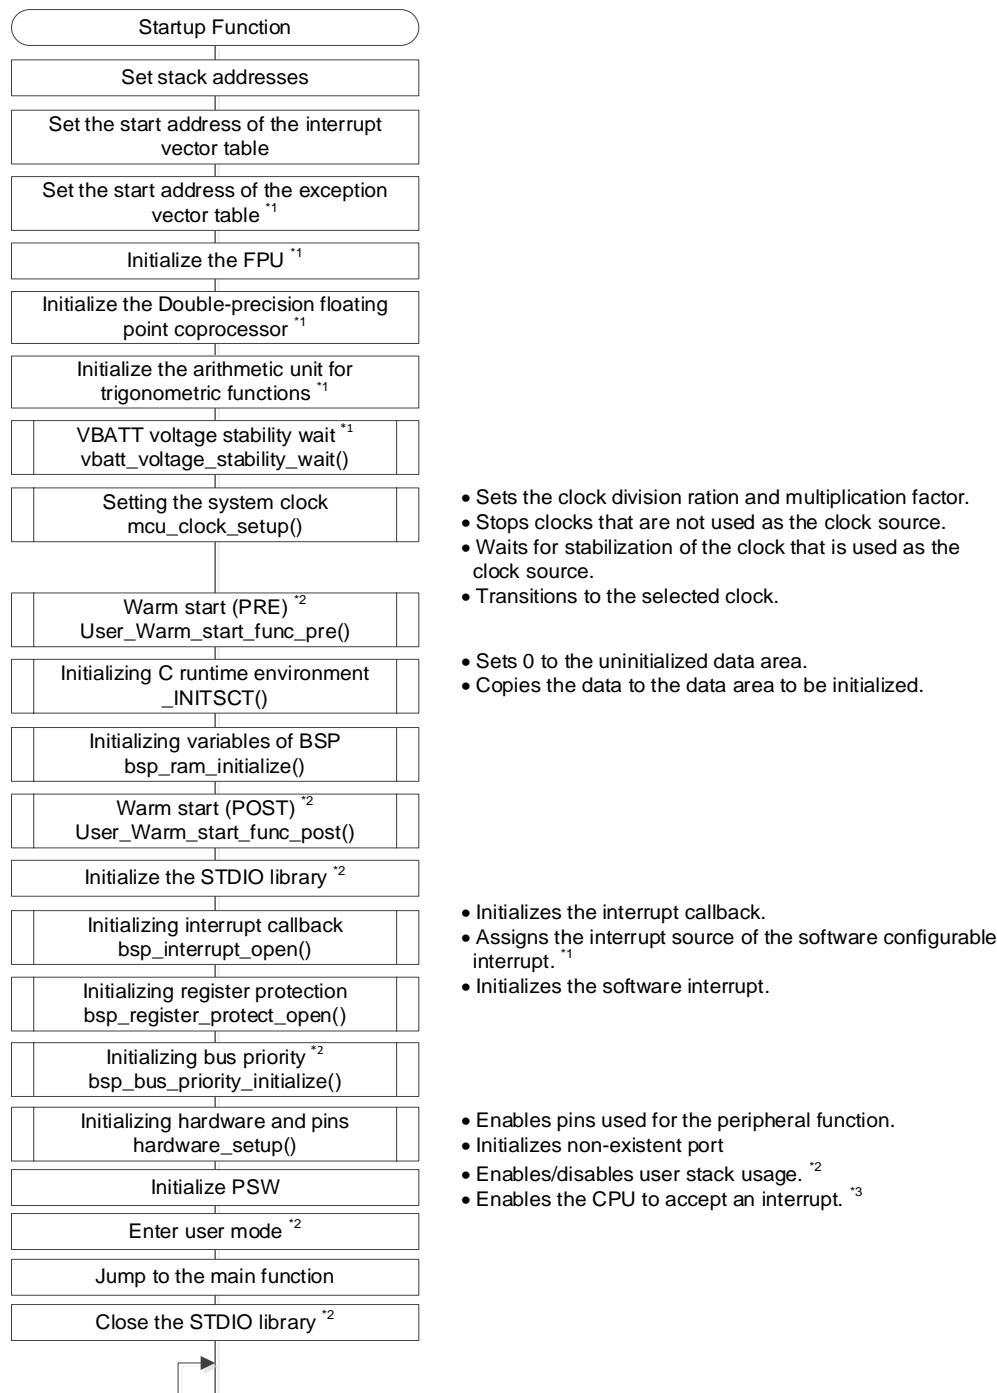 Startup Function
Set stack addresses
Set the start address of the interrupt
vector table
Set the start address of the exception
vector table *1
Initialize the FPU *1
Initialize the Double-precision floating
point coprocessor *1
Initialize the arithmetic unit for
trigonometric functions *1
VBATT voltage stability wait *1
vbatt_voltage_stability_wait()
Setting the system clock
mcu_clock_setup()
• Sets the clock division ration and multiplication factor.
• Stops clocks that are not used as the clock source.
• Waits for stabilization of the clock that is used as the
clock source.
• Transitions to the selected clock.
Warm start (PRE) *2
User_Warm_start_func_pre()
Initializing C runtime environment
_INITSCT()
• Sets 0 to the uninitialized data area.
• Copies the data to the data area to be initialized.
Initializing variables of BSP
bsp_ram_initialize()
Warm start (POST) *2
User_Warm_start_func_post()
Initialize the STDIO library *2
Initializing interrupt callback
bsp_interrupt_open()
• Initializes the interrupt callback.
• Assigns the interrupt source of the software configurable
interrupt. *1
• Initializes the software interrupt.
Initializing register protection
bsp_register_protect_open()
Initializing bus priority *2
bsp_bus_priority_initialize()
Initializing hardware and pins
hardware_setup()
• Enables pins used for the peripheral function.
• Initializes non-existent port
Initialize PSW
• Enables/disables user stack usage. *2
• Enables the CPU to accept an interrupt. *3
Enter user mode *2
Jump to the main function
Close the STDIO library *2